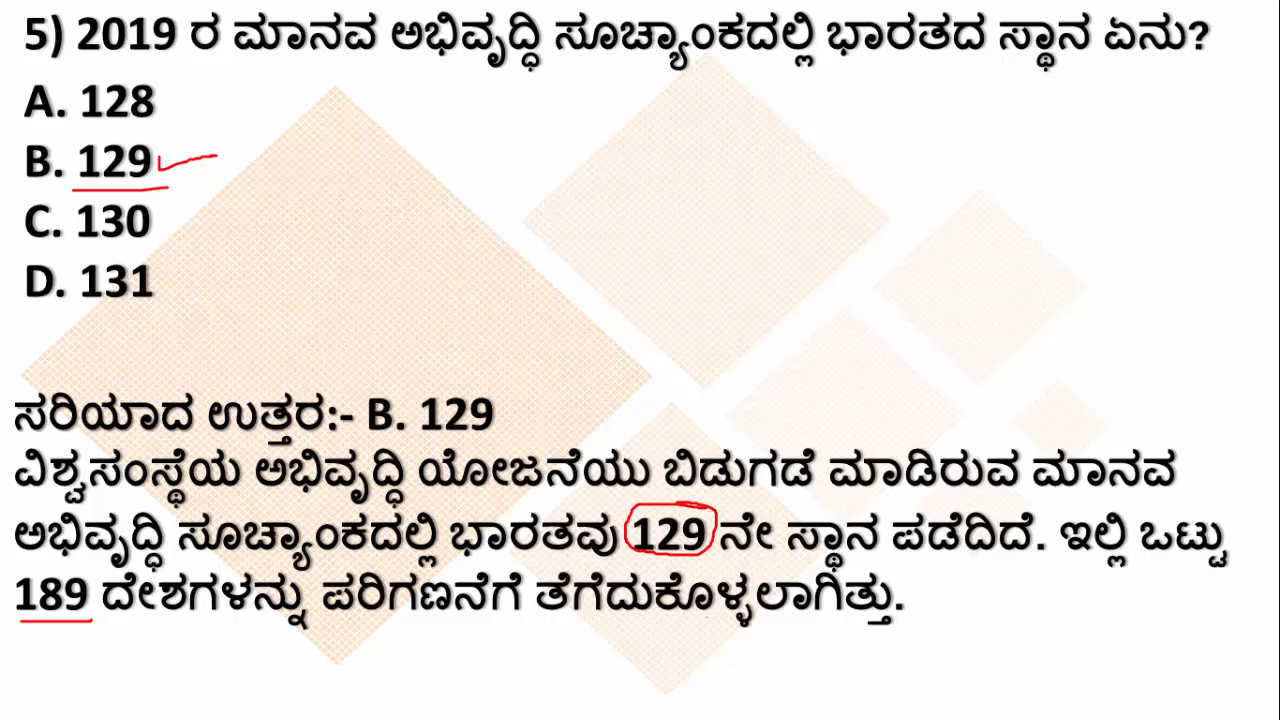 5) 2019 ರ ಮಾನವ ಅಭಿವೃದ್ಧಿ ಸೂಚ್ಯಾಂಕದಲ್ಲಿ ಭಾರತದ ಸ್ಥಾನ ಏನು?
A. 128
B. 129
C. 130
D. 131
ಸರಿಯಾದ ಉತ್ತರ:- B. 129
ವಿಶ್ವಸಂಸ್ಥೆಯ ಅಭಿವೃದ್ಧಿ ಯೋಜನೆಯು ಬಿಡುಗಡೆ ಮಾಡಿರುವ ಮಾನವ
ಅಭಿವೃದ್ಧಿ ಸೂಚ್ಯಾಂಕದಲ್ಲಿ ಭಾರತವು 129 ನೇ ಸ್ಥಾನ ಪಡೆದಿದೆ. ಇಲ್ಲಿ ಒಟ್ಟು
189 ದೇಶಗಳನ್ನು ಪರಿಗಣನೆಗೆ ತೆಗೆದುಕೊಳ್ಳಲಾಗಿತ್ತು.